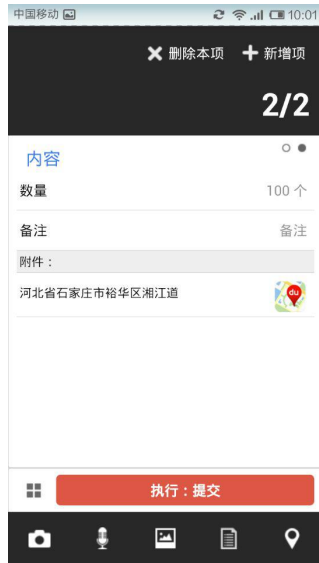 中国移动 10:01
删除本项 新增项
2/2
内容
数量 100 个
备注 备注
附件：
河北省石家庄市裕华区湘江道
du
执行：提交